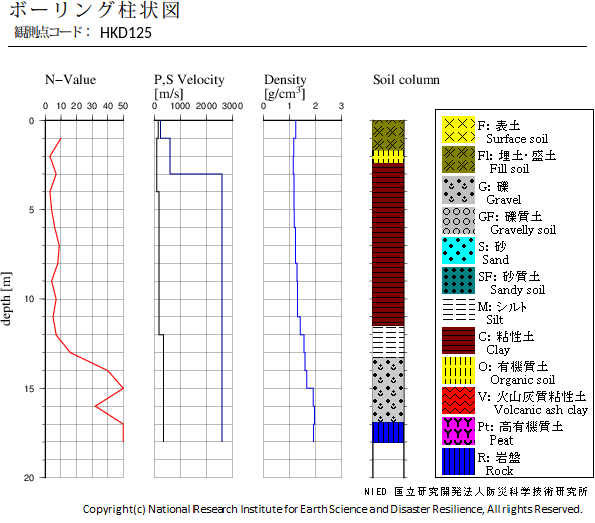 ボーリング柱状図
観測点コード： HKD125
N−Value
P,S Velocity
[m/s]
Density
[g/cm³]
Soil column
0 10 20 30 40 50
0 1000 2000 3000
0 1 2 3
0
5
10
15
20
depth [m]
F: 表土
Surface soil
Fl: 埋土・盛土
Fill soil
G: 礫
Gravel
GF: 礫質土
Gravelly soil
S: 砂
Sand
SF: 砂質土
Sandy soil
M: シルト
Silt
C: 粘性土
Clay
O: 有機質土
Organic soil
V: 火山灰質粘性土
Volcanic ash clay
Pt: 高有機質土
Peat
R: 岩盤
Rock
NIED 国立研究開発法人防災科学技術研究所
Copyright(c) National Research Institute for Earth Science and Disaster Resilience, All rights Reserved.